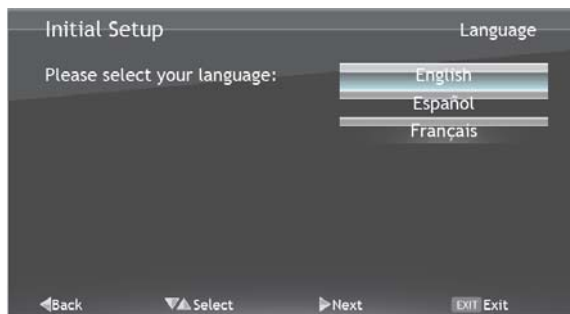 Initial Setup Language
Please select your language: English
Español
Français
Back Select Next EXIT Exit